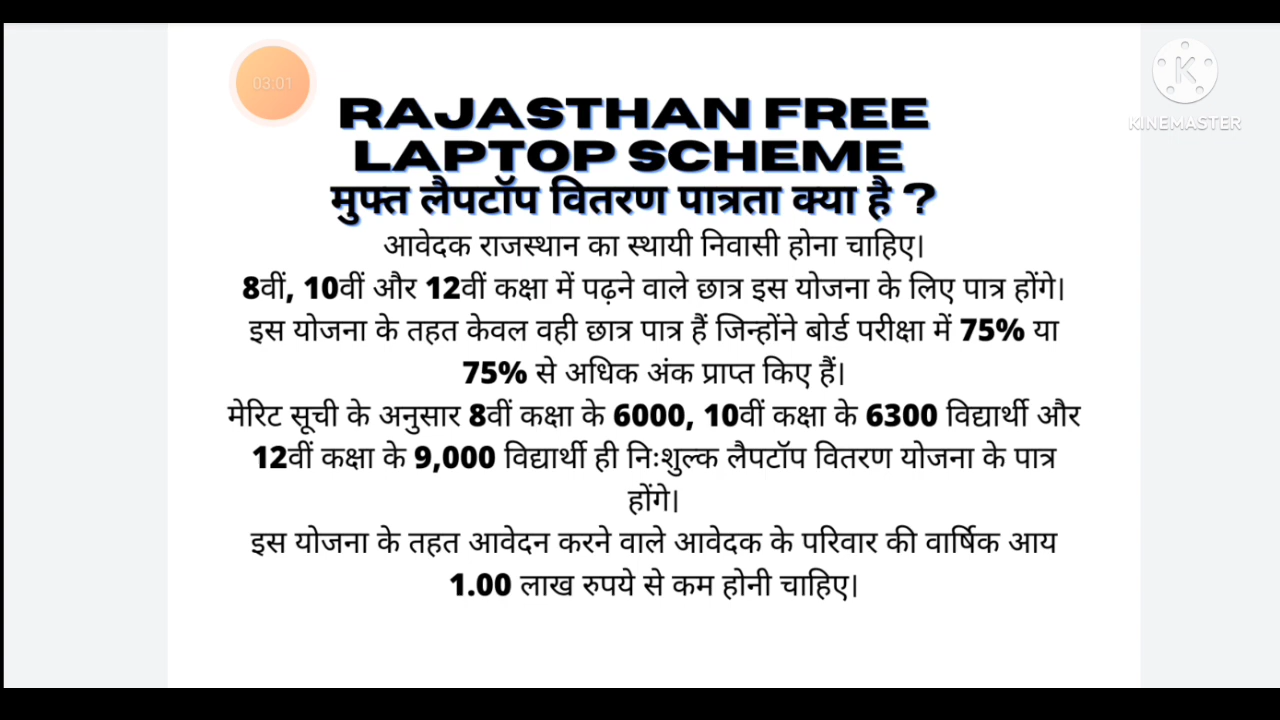 03:01
KINEMASTER
RAJASTHAN FREE
LAPTOP SCHEME
मुफ्त लैपटॉप वितरण पात्रता क्या है ?
आवेदक राजस्थान का स्थायी निवासी होना चाहिए।
8वीं, 10वीं और 12वीं कक्षा में पढ़ने वाले छात्र इस योजना के लिए पात्र होंगे।
इस योजना के तहत केवल वही छात्र पात्र हैं जिन्होंने बोर्ड परीक्षा में 75% या
75% से अधिक अंक प्राप्त किए हैं।
मेरिट सूची के अनुसार 8वीं कक्षा के 6000, 10वीं कक्षा के 6300 विद्यार्थी और
12वीं कक्षा के 9,000 विद्यार्थी ही निःशुल्क लैपटॉप वितरण योजना के पात्र
होंगे।
इस योजना के तहत आवेदन करने वाले आवेदक के परिवार की वार्षिक आय
1.00 लाख रुपये से कम होनी चाहिए।